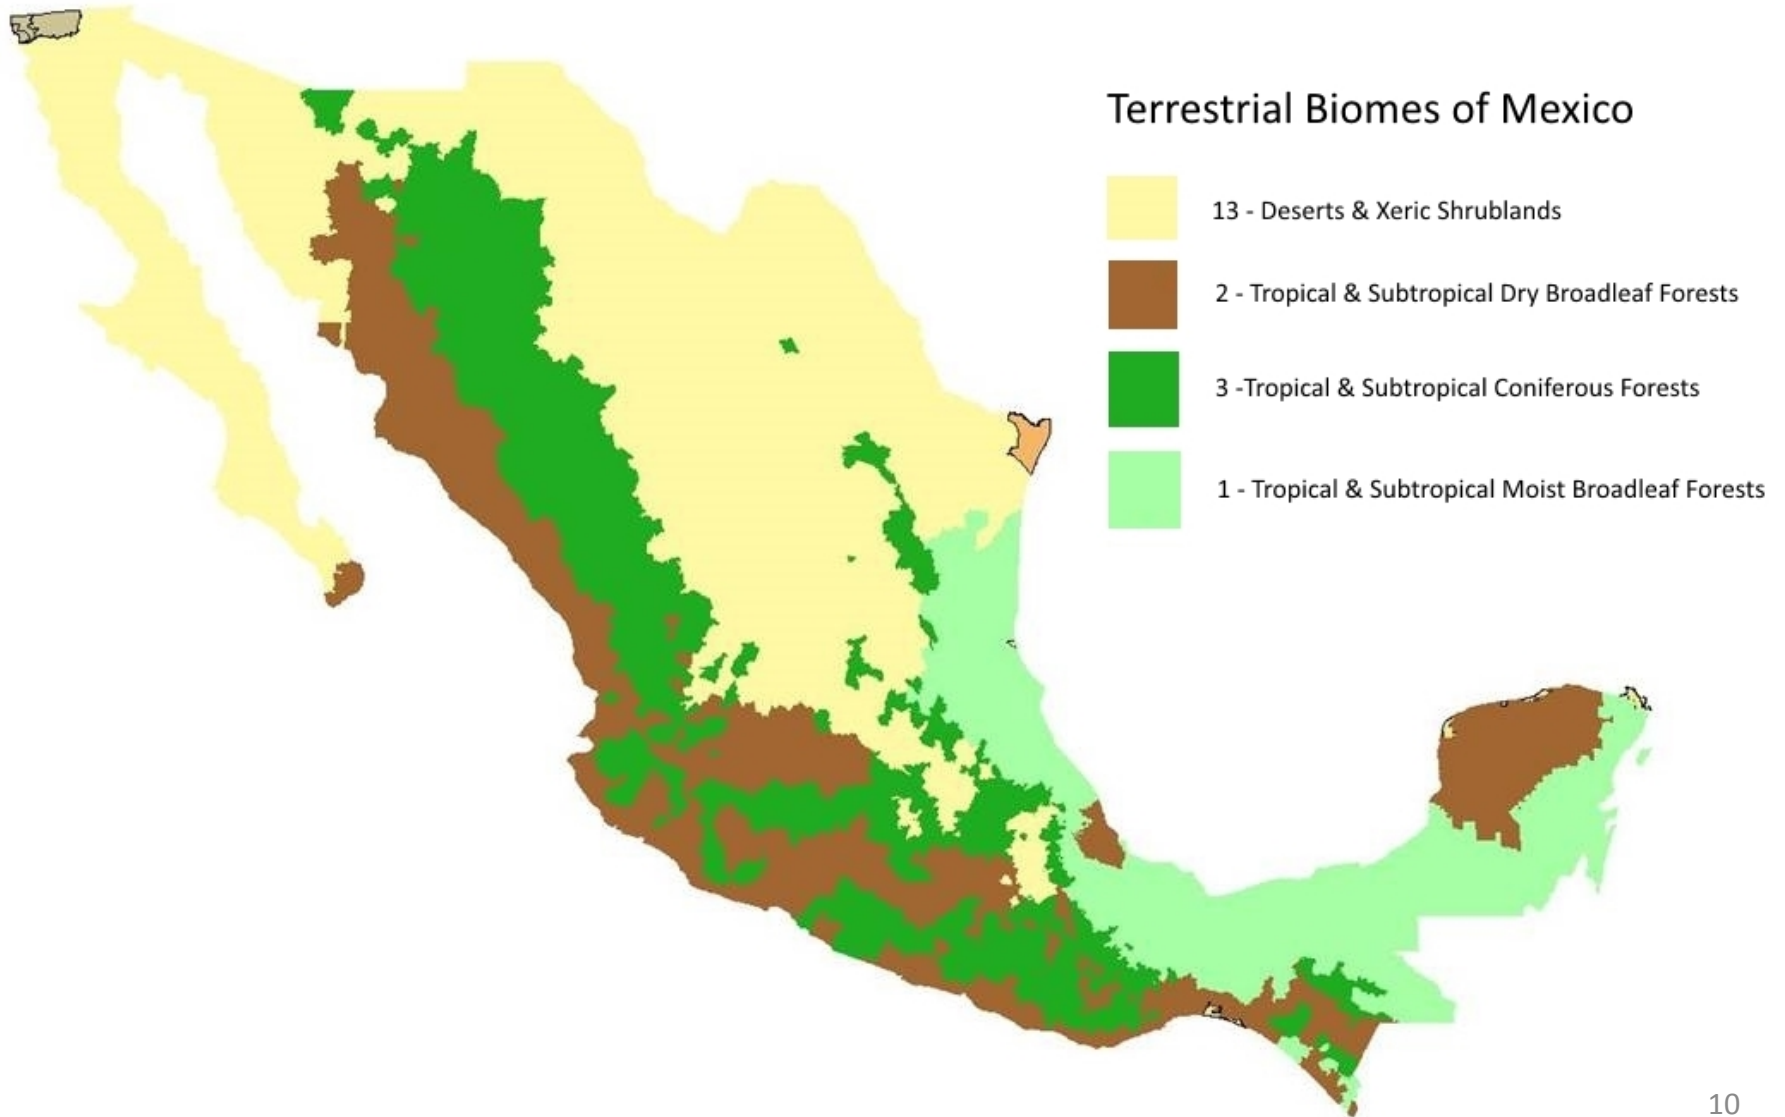 Terrestrial Biomes of Mexico
13 - Deserts & Xeric Shrublands
2 - Tropical & Subtropical Dry Broadleaf Forests
3 -Tropical & Subtropical Coniferous Forests
1 - Tropical & Subtropical Moist Broadleaf Forests
10